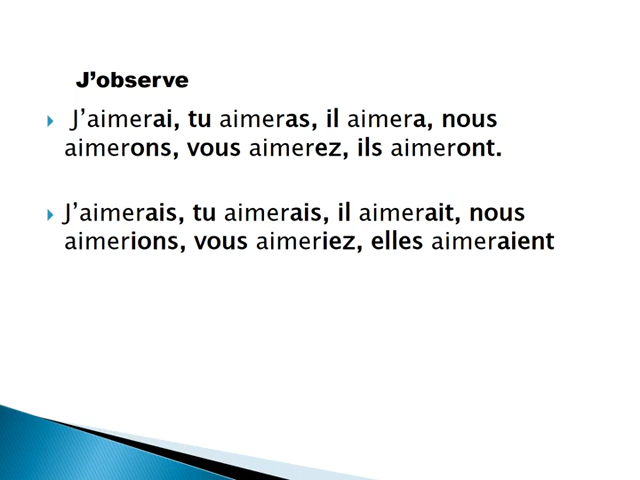 J’observe
J’aimerai, tu aimeras, il aimera, nous
aimerons, vous aimerez, ils aimeront.
J’aimerais, tu aimerais, il aimerait, nous
aimerions, vous aimeriez, elles aimeraient